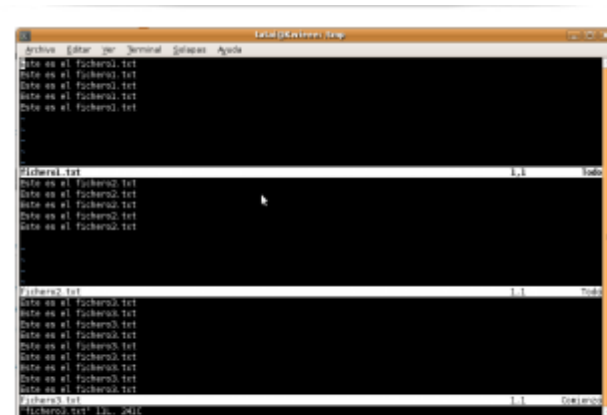 Archivo Editar Ver Terminal Solapas Ayuda
Este es el fichero1.txt
Este es el fichero1.txt
Este es el fichero1.txt
Este es el fichero1.txt
Este es el fichero1.txt
~
~
~
~
fichero1.txt 1,1 Todo
Este es el fichero2.txt
Este es el fichero2.txt
Este es el fichero2.txt
Este es el fichero2.txt
Este es el fichero2.txt
~
~
~
~
fichero2.txt 1,1 Todo
Este es el fichero3.txt
Este es el fichero3.txt
Este es el fichero3.txt
Este es el fichero3.txt
Este es el fichero3.txt
Este es el fichero3.txt
Este es el fichero3.txt
Este es el fichero3.txt
Este es el fichero3.txt
fichero3.txt 1,1 Comienzo
"fichero3.txt"